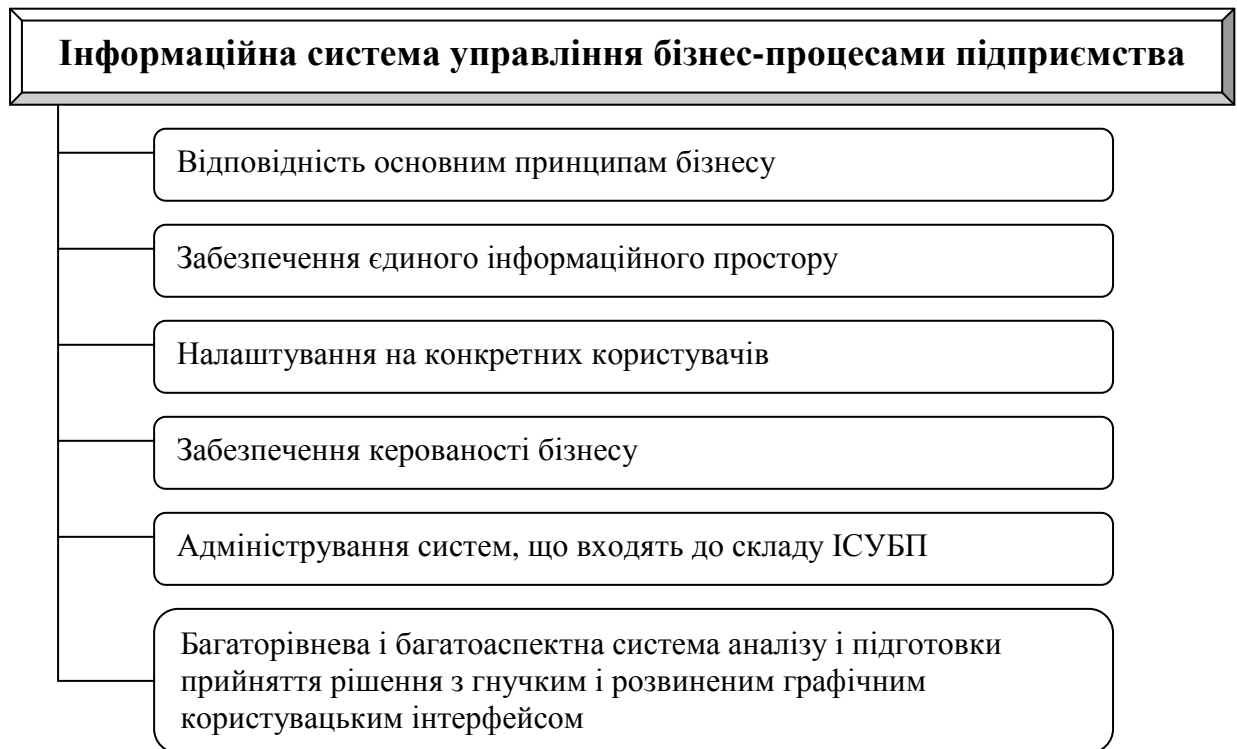 Інформаційна система управління бізнес-процесами підприємства
Відповідність основним принципам бізнесу
Забезпечення єдиного інформаційного простору
Налаштування на конкретних користувачів
Забезпечення керованості бізнесу
Адміністрування систем, що входять до складу ІСУБП
Багаторівнева і багатоаспектна система аналізу і підготовки
прийняття рішення з гнучким і розвиненим графічним
користувацьким інтерфейсом